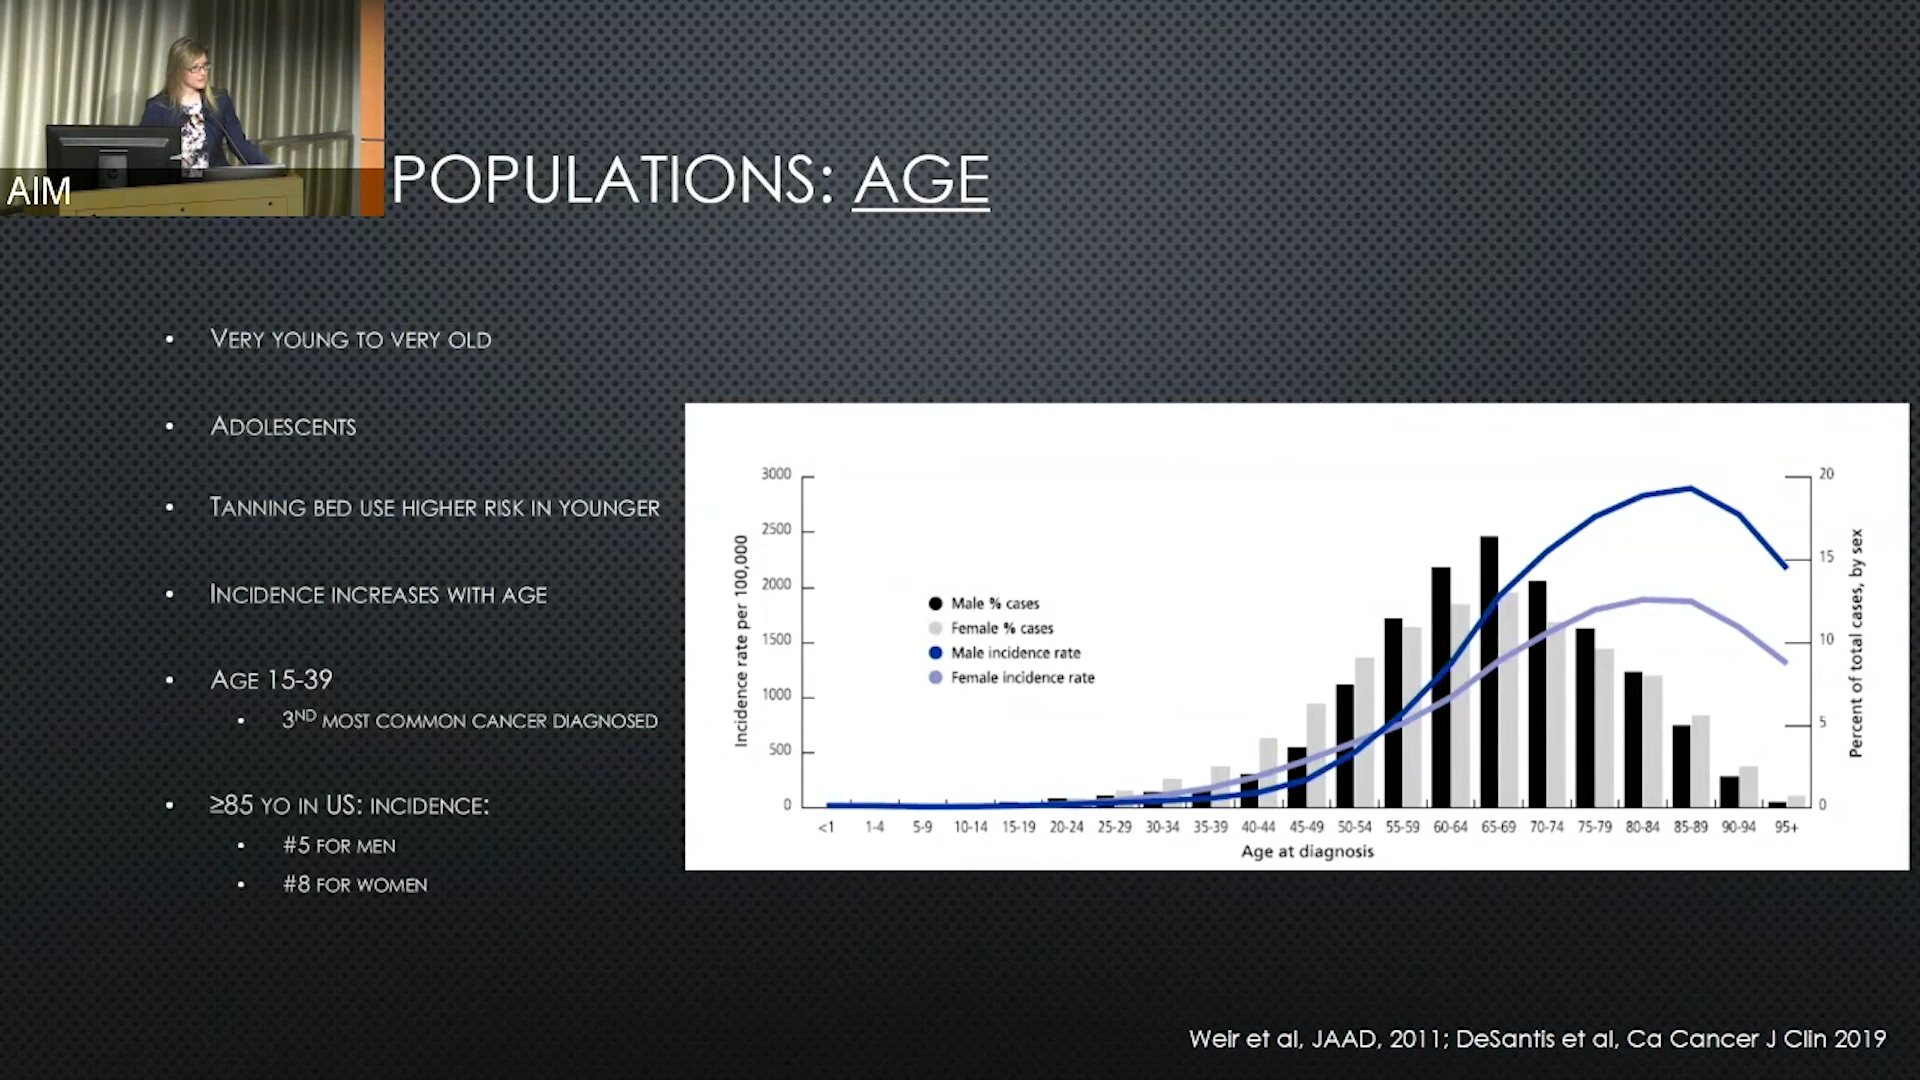 AIM
POPULATIONS: AGE
• VERY YOUNG TO VERY OLD
• ADOLESCENTS
• TANNING BED USE HIGHER RISK IN YOUNGER
• INCIDENCE INCREASES WITH AGE
• AGE 15-39
• 3ND MOST COMMON CANCER DIAGNOSED
• ≥85 YO IN US: INCIDENCE:
• #5 FOR MEN
• #8 FOR WOMEN
Incidence rate per 100,000
3000
2500
2000
1500
1000
500
0
Male % cases
Female % cases
Male incidence rate
Female incidence rate
20
15
10
5
0
Percent of total cases, by sex
<1 1-4 5-9 10-14 15-19 20-24 25-29 30-34 35-39 40-44 45-49 50-54 55-59 60-64 65-69 70-74 75-79 80-84 85-89 90-94 95+
Age at diagnosis
Weir et al, JAAD, 2011; DeSantis et al, Ca Cancer J Clin 2019